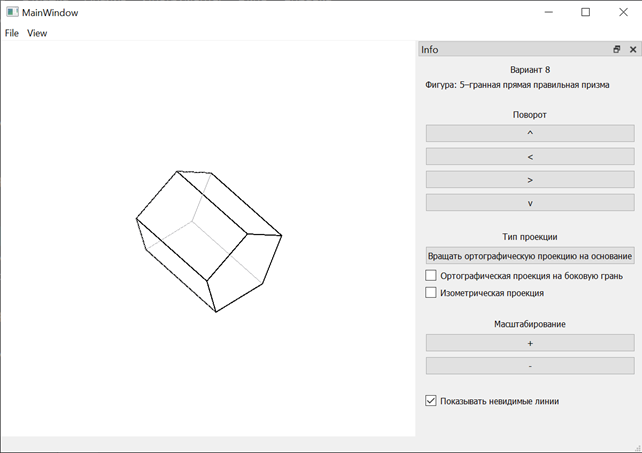 MainWindow
File View
Info
Вариант 8
Фигура: 5-гранная прямая правильная призма
Поворот
^
<
>
v
Тип проекции
Вращать ортографическую проекцию на основание
Ортографическая проекция на боковую грань
Изометрическая проекция
Масштабирование
+
-
Показывать невидимые линии